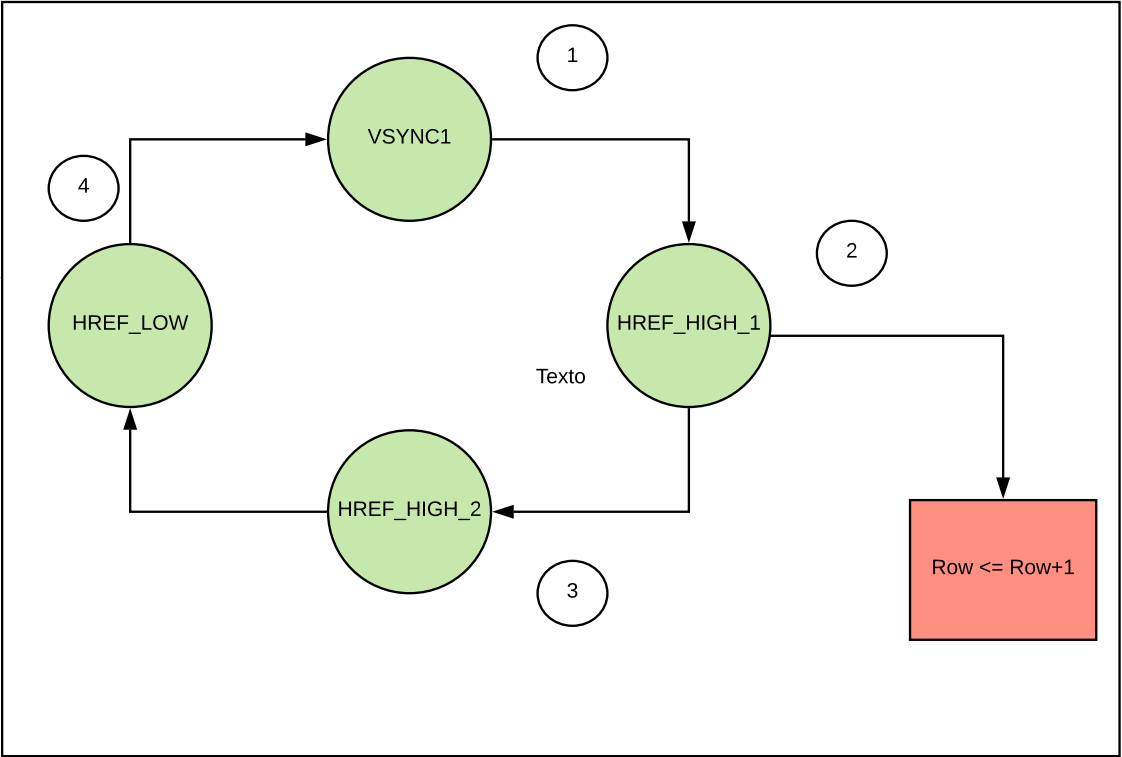 1
VSYNC1
4
2
HREF_LOW
HREF_HIGH_1
Texto
HREF_HIGH_2
Row <= Row+1
3